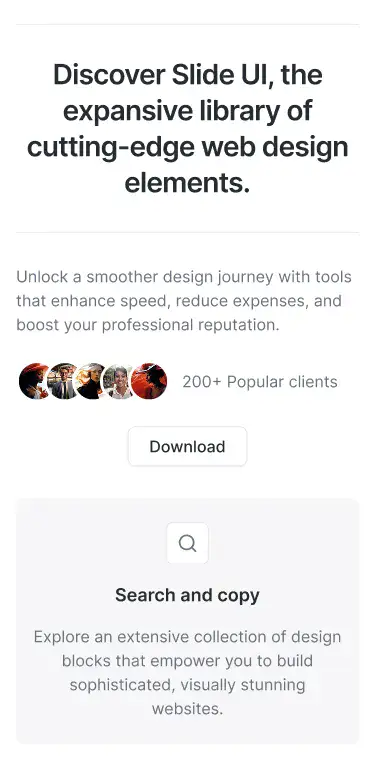 Discover Slide UI, the
expansive library of
cutting-edge web design
elements.
Unlock a smoother design journey with tools
that enhance speed, reduce expenses, and
boost your professional reputation.
200+ Popular clients
Download
Search and copy
Explore an extensive collection of design
blocks that empower you to build
sophisticated, visually stunning
websites.